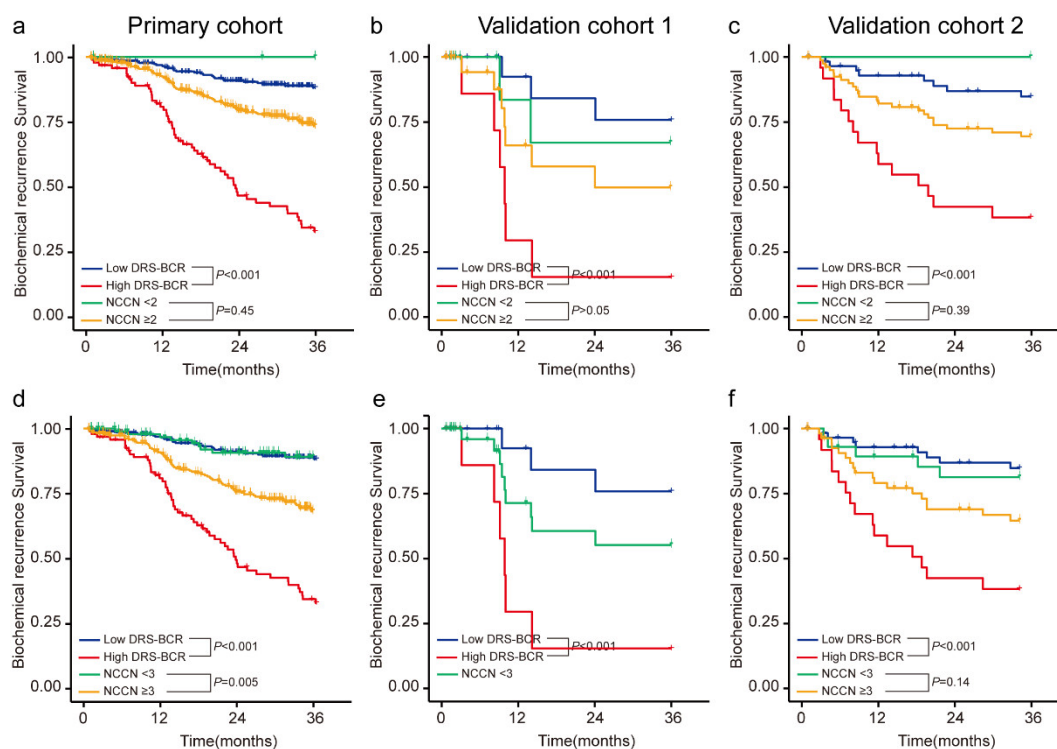 a Primary cohort
b Validation cohort 1
c Validation cohort 2
Biochemical recurrence Survival
1.00
0.75
0.50
0.25
0.00
Low DRS-BCR
High DRS-BCR
P<0.001
NCCN <2
NCCN ≥2
P=0.45
0 12 24 36
Time(months)
Biochemical recurrence Survival
1.00
0.75
0.50
0.25
0.00
Low DRS-BCR
High DRS-BCR
P<0.001
NCCN <2
NCCN ≥2
P>0.05
0 12 24 36
Time(months)
Biochemical recurrence Survival
1.00
0.75
0.50
0.25
0.00
Low DRS-BCR
High DRS-BCR
P<0.001
NCCN <2
NCCN ≥2
P=0.39
0 12 24 36
Time(months)
d
Biochemical recurrence Survival
1.00
0.75
0.50
0.25
0.00
Low DRS-BCR
High DRS-BCR
P<0.001
NCCN <3
NCCN ≥3
P=0.005
0 12 24 36
Time(months)
e
Biochemical recurrence Survival
1.00
0.75
0.50
0.25
0.00
Low DRS-BCR
High DRS-BCR
P<0.001
NCCN <3
0 12 24 36
Time(months)
f
Biochemical recurrence Survival
1.00
0.75
0.50
0.25
0.00
Low DRS-BCR
High DRS-BCR
P<0.001
NCCN <3
NCCN ≥3
P=0.14
0 12 24 36
Time(months)